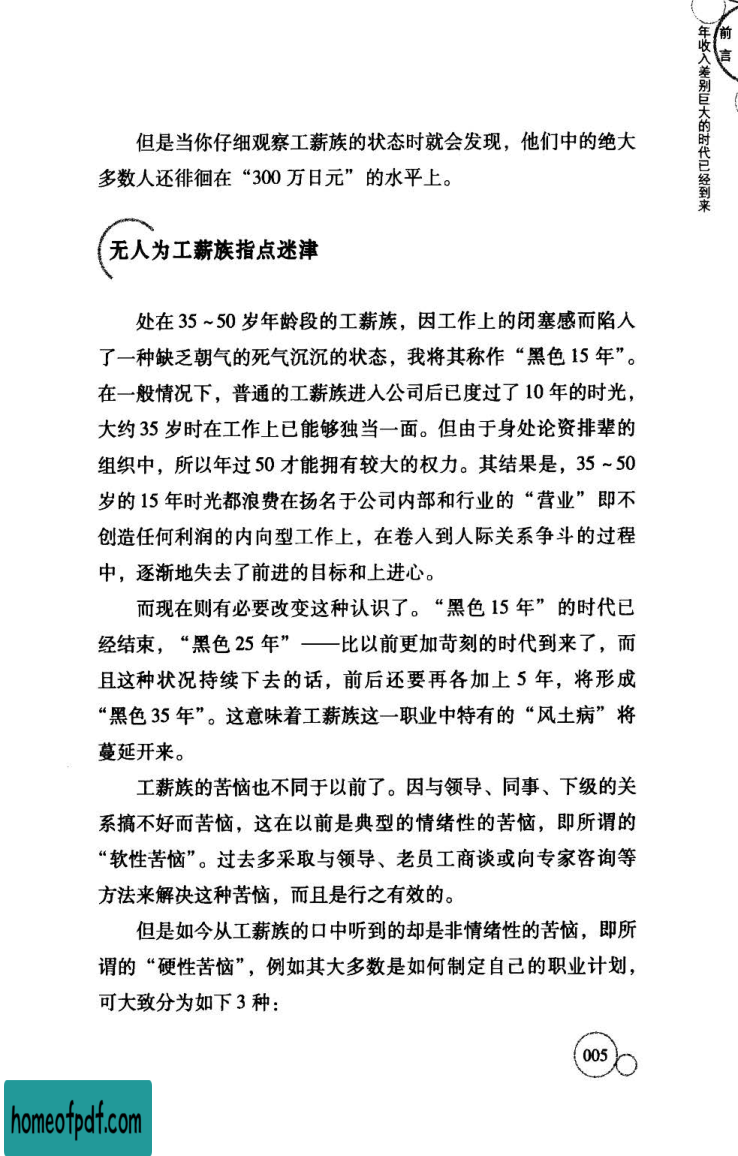 前言
年收入差别巨大的时代已经到来
但是当你仔细观察工薪族的状态时就会发现，他们中的绝大
多数人还徘徊在“300 万日元”的水平上。
无人为工薪族指点迷津
处在 35 ~ 50 岁年龄段的工薪族，因工作上的闭塞感而陷入
了一种缺乏朝气的死气沉沉的状态，我将其称作“黑色 15 年”。
在一般情况下，普通的工薪族进入公司后已度过了 10 年的时光，
大约 35 岁时在工作上已能够独当一面。但由于身处论资排辈的
组织中，所以年过 50 才能拥有较大的权力。其结果是，35 ~ 50
岁的 15 年时光都浪费在扬名于公司内部和行业的“营业”即不
创造任何利润的内向型工作上，在卷入到人际关系争斗的过程
中，逐渐地失去了前进的目标和上进心。
而现在则有必要改变这种认识了。“黑色 15 年”的时代已
经结束，“黑色 25 年”——比以前更加苛刻的时代到来了，而
且这种状况持续下去的话，前后还要再各加上 5 年，将形成
“黑色 35 年”。这意味着工薪族这一职业中特有的“风土病”将
蔓延开来。
工薪族的苦恼也不同于以前了。因与领导、同事、下级的关
系搞不好而苦恼，这在以前是典型的情绪性的苦恼，即所谓的
“软性苦恼”。过去多采取与领导、老员工商谈或向专家咨询等
方法来解决这种苦恼，而且是行之有效的。
但是如今从工薪族的口中听到的却是非情绪性的苦恼，即所
谓的“硬性苦恼”，例如其大多数是如何制定自己的职业计划，
可大致分为如下 3 种：
005
homeofpdf.com